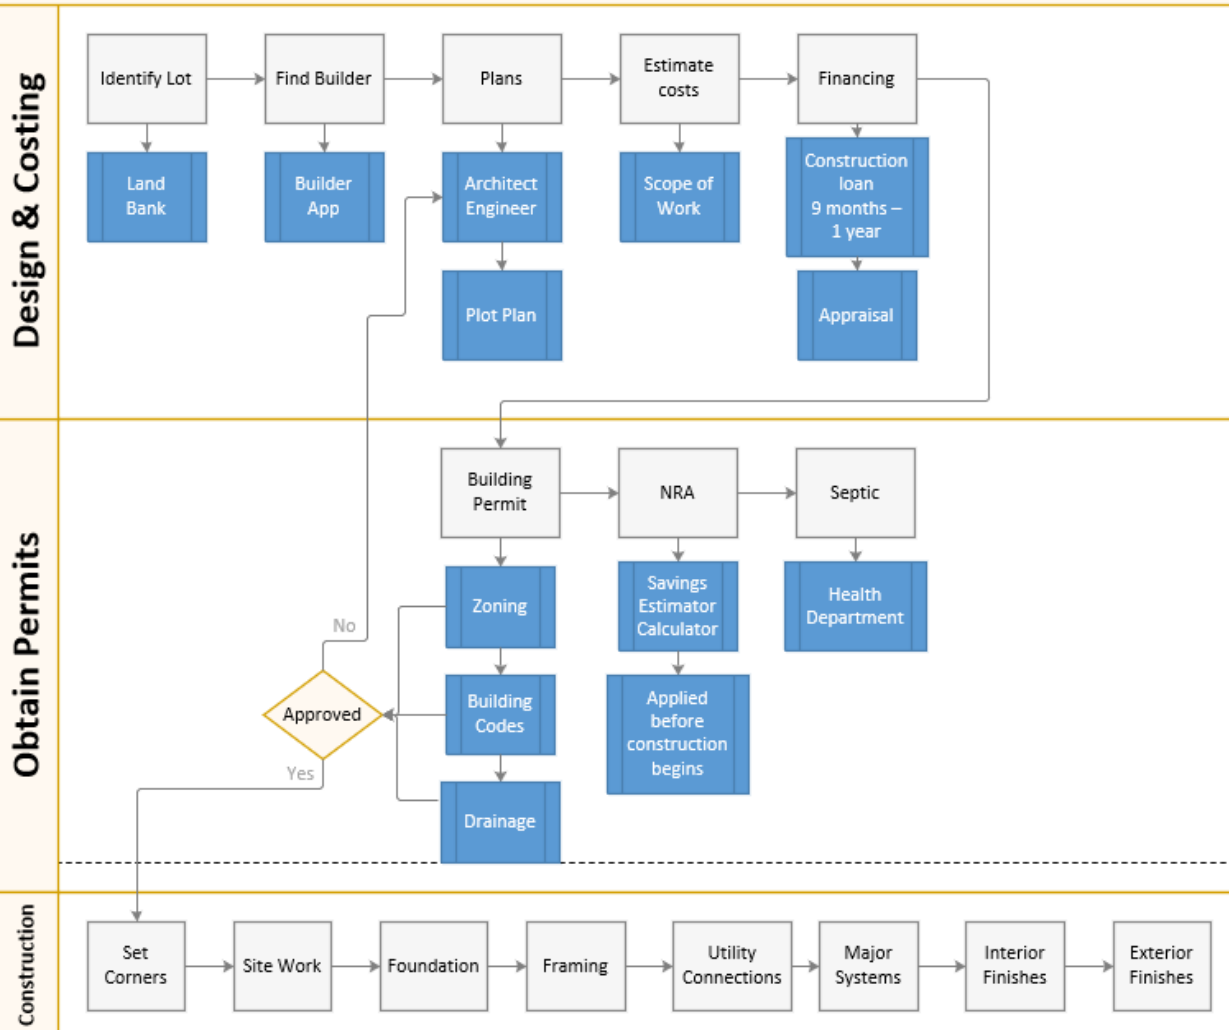 Design & Costing
Identify Lot
Find Builder
Plans
Estimate
costs
Financing
Land
Bank
Builder
App
Architect
Engineer
Scope of
Work
Construction
loan
9 months –
1 year
Plot Plan
Appraisal
Obtain Permits
Building
Permit
NRA
Septic
Zoning
Savings
Estimator
Calculator
Health
Department
No
Approved
Building
Codes
Applied
before
construction
begins
Yes
Drainage
Construction
Set
Corners
Site Work
Foundation
Framing
Utility
Connections
Major
Systems
Interior
Finishes
Exterior
Finishes